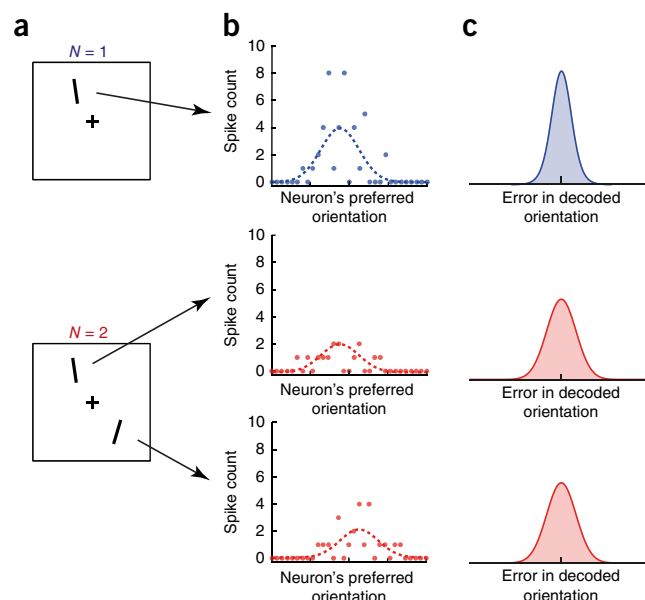 a
b
c
N = 1
10
8
6
4
2
0
Spike count
Neuron's preferred
orientation
Error in decoded
orientation
N = 2
10
8
6
4
2
0
Spike count
Neuron's preferred
orientation
Error in decoded
orientation
10
8
6
4
2
0
Spike count
Neuron's preferred
orientation
Error in decoded
orientation